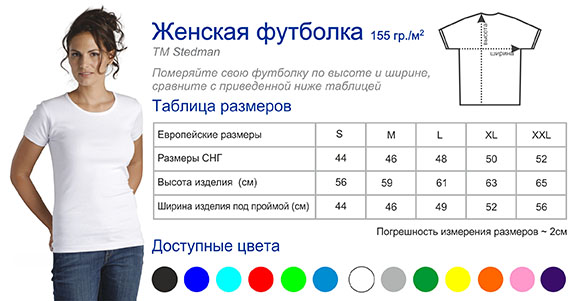 Женская футболка 155 гр./м²
ТМ Stedman
Померяйте свою футболку по высоте и ширине,
сравните с приведенной ниже таблицей
высота
ширина
Таблица размеров
Европейские размеры S M L XL XXL
Размеры СНГ 44 46 48 50 52
Высота изделия (см) 56 59 61 63 65
Ширина изделия под проймой (см) 44 46 49 52 56
Погрешность измерения размеров ~ 2см
Доступные цвета